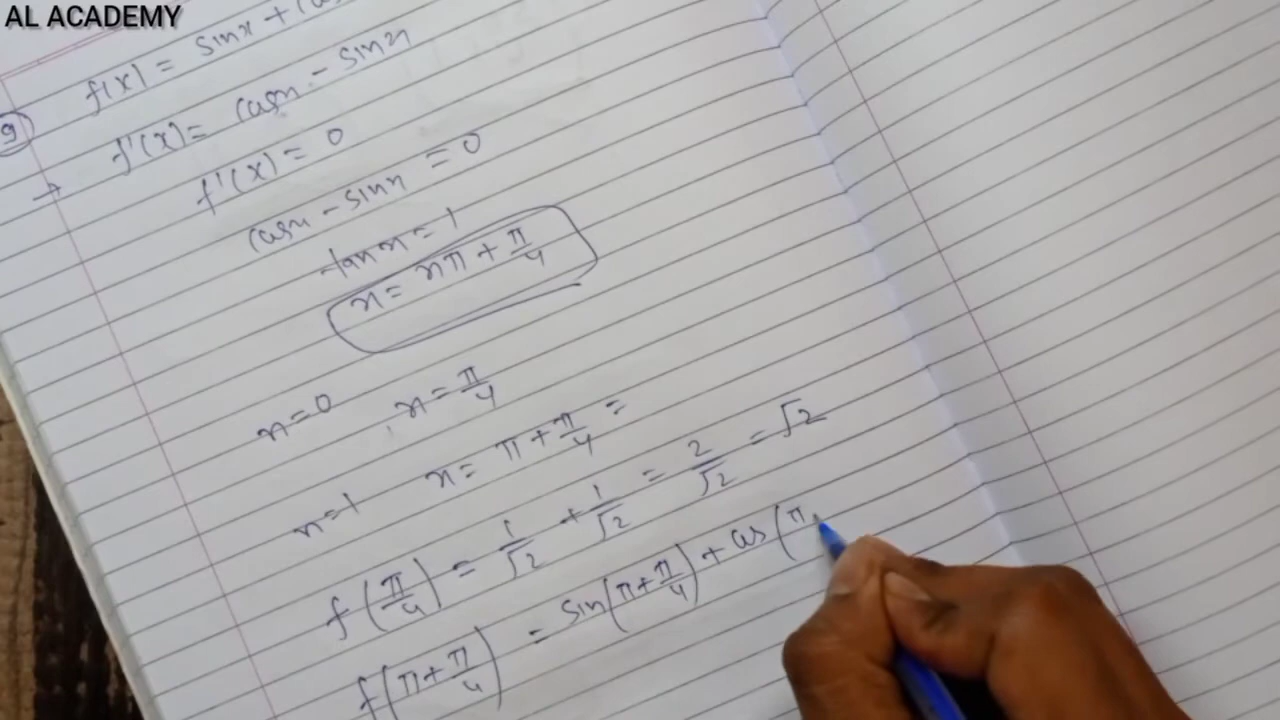 AL ACADEMY
9 f(x) = sinx + cos
→ f'(x) = cosx - sinx
f'(x) = 0
cosx - sinx = 0
tanx = 1
x = nπ + π/4
n=0 , x = π/4
n=1 x = π + π/4 =
f(π/4) = 1/√2 + 1/√2 = 2/√2 = √2
f(π+π/4) = sin(π+π/4) + cos(π